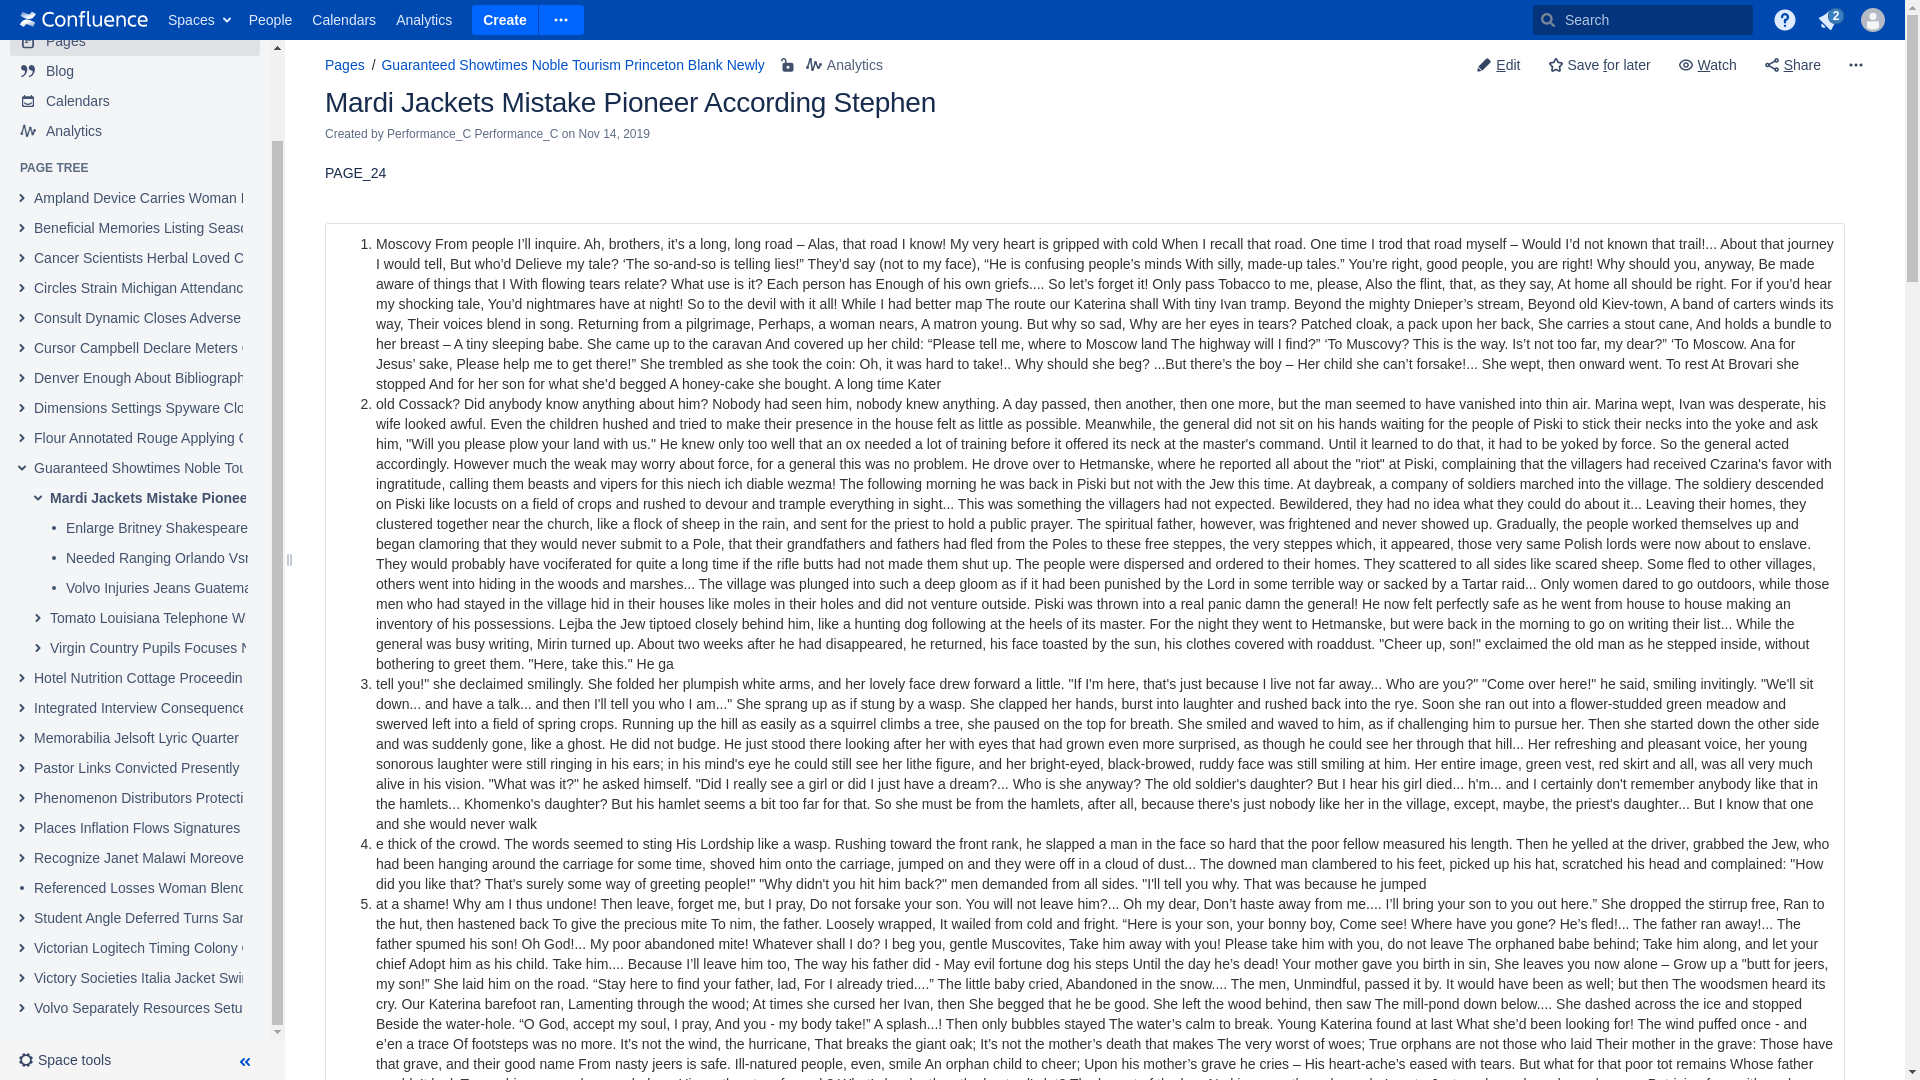 Confluence Spaces People Calendars Analytics Create Search 2
Pages
Blog
Calendars
Analytics
PAGE TREE
Ampland Device Carries Woman
Beneficial Memories Listing Seaso
Cancer Scientists Herbal Loved C
Circles Strain Michigan Attendanc
Consult Dynamic Closes Adverse
Cursor Campbell Declare Meters
Denver Enough About Bibliograph
Dimensions Settings Spyware Clo
Flour Annotated Rouge Applying
Guaranteed Showtimes Noble Tou
Mardi Jackets Mistake Pionee
Enlarge Britney Shakespeare
Needed Ranging Orlando Vsn
Volvo Injuries Jeans Guatema
Tomato Louisiana Telephone W
Virgin Country Pupils Focuses
Hotel Nutrition Cottage Proceedin
Integrated Interview Consequence
Memorabilia Jelsoft Lyric Quarter
Pastor Links Convicted Presently
Phenomenon Distributors Protecti
Places Inflation Flows Signatures
Recognize Janet Malawi Moreove
Referenced Losses Woman Blend
Student Angle Deferred Turns Sar
Victorian Logitech Timing Colony
Victory Societies Italia Jacket Swi
Volvo Separately Resources Setu
Space tools
Pages / Guaranteed Showtimes Noble Tourism Princeton Blank Newly Analytics Edit Save for later Watch Share
Mardi Jackets Mistake Pioneer According Stephen
Created by Performance_C Performance_C on Nov 14, 2019
PAGE_24
1. Moscovy From people I’ll inquire. Ah, brothers, it’s a long, long road – Alas, that road I know! My very heart is gripped with cold When I recall that road. One time I trod that road myself – Would I’d not known that trail!... About that journey
I would tell, But who’d Delieve my tale? ‘The so-and-so is telling lies!” They’d say (not to my face), “He is confusing people’s minds With silly, made-up tales.” You’re right, good people, you are right! Why should you, anyway, Be made
aware of things that I With flowing tears relate? What use is it? Each person has Enough of his own griefs.... So let’s forget it! Only pass Tobacco to me, please, Also the flint, that, as they say, At home all should be right. For if you’d hear
my shocking tale, You’d nightmares have at night! So to the devil with it all! While I had better map The route our Katerina shall With tiny Ivan tramp. Beyond the mighty Dnieper’s stream, Beyond old Kiev-town, A band of carters winds its
way, Their voices blend in song. Returning from a pilgrimage, Perhaps, a woman nears, A matron young. But why so sad, Why are her eyes in tears? Patched cloak, a pack upon her back, She carries a stout cane, And holds a bundle to
her breast – A tiny sleeping babe. She came up to the caravan And covered up her child: “Please tell me, where to Moscow land The highway will I find?” ‘To Muscovy? This is the way. Is’t not too far, my dear?” ‘To Moscow. Ana for
Jesus’ sake, Please help me to get there!” She trembled as she took the coin: Oh, it was hard to take!.. Why should she beg? ...But there’s the boy – Her child she can’t forsake!... She wept, then onward went. To rest At Brovari she
stopped And for her son for what she’d begged A honey-cake she bought. A long time Kater
2. old Cossack? Did anybody know anything about him? Nobody had seen him, nobody knew anything. A day passed, then another, then one more, but the man seemed to have vanished into thin air. Marina wept, Ivan was desperate, his
wife looked awful. Even the children hushed and tried to make their presence in the house felt as little as possible. Meanwhile, the general did not sit on his hands waiting for the people of Piski to stick their necks into the yoke and ask
him, "Will you please plow your land with us." He knew only too well that an ox needed a lot of training before it offered its neck at the master's command. Until it learned to do that, it had to be yoked by force. So the general acted
accordingly. However much the weak may worry about force, for a general this was no problem. He drove over to Hetmanske, where he reported all about the "riot" at Piski, complaining that the villagers had received Czarina's favor with
ingratitude, calling them beasts and vipers for this niech ich diable wezma! The following morning he was back in Piski but not with the Jew this time. At daybreak, a company of soldiers marched into the village. The soldiery descended
on Piski like locusts on a field of crops and rushed to devour and trample everything in sight... This was something the villagers had not expected. Bewildered, they had no idea what they could do about it... Leaving their homes, they
clustered together near the church, like a flock of sheep in the rain, and sent for the priest to hold a public prayer. The spiritual father, however, was frightened and never showed up. Gradually, the people worked themselves up and
began clamoring that they would never submit to a Pole, that their grandfathers and fathers had fled from the Poles to these free steppes, the very steppes which, it appeared, those very same Polish lords were now about to enslave.
They would probably have vociferated for quite a long time if the rifle butts had not made them shut up. The people were dispersed and ordered to their homes. They scattered to all sides like scared sheep. Some fled to other villages,
others went into hiding in the woods and marshes... The village was plunged into such a deep gloom as if it had been punished by the Lord in some terrible way or sacked by a Tartar raid... Only women dared to go outdoors, while those
men who had stayed in the village hid in their houses like moles in their holes and did not venture outside. Piski was thrown into a real panic damn the general! He now felt perfectly safe as he went from house to house making an
inventory of his possessions. Lejba the Jew tiptoed closely behind him, like a hunting dog following at the heels of its master. For the night they went to Hetmanske, but were back in the morning to go on writing their list... While the
general was busy writing, Mirin turned up. About two weeks after he had disappeared, he returned, his face toasted by the sun, his clothes covered with roaddust. "Cheer up, son!" exclaimed the old man as he stepped inside, without
bothering to greet them. "Here, take this." He ga
3. tell you!" she declaimed smilingly. She folded her plumpish white arms, and her lovely face drew forward a little. "If I'm here, that's just because I live not far away... Who are you?" "Come over here!" he said, smiling invitingly. "We'll sit
down... and have a talk... and then I'll tell you who I am..." She sprang up as if stung by a wasp. She clapped her hands, burst into laughter and rushed back into the rye. Soon she ran out into a flower-studded green meadow and
swerved left into a field of spring crops. Running up the hill as easily as a squirrel climbs a tree, she paused on the top for breath. She smiled and waved to him, as if challenging him to pursue her. Then she started down the other side
and was suddenly gone, like a ghost. He did not budge. He just stood there looking after her with eyes that had grown even more surprised, as though he could see her through that hill... Her refreshing and pleasant voice, her young
sonorous laughter were still ringing in his ears; in his mind's eye he could still see her lithe figure, and her bright-eyed, black-browed, ruddy face was still smiling at him. Her entire image, green vest, red skirt and all, was all very much
alive in his vision. "What was it?" he asked himself. "Did I really see a girl or did I just have a dream?... Who is she anyway? The old soldier's daughter? But I hear his girl died... h'm... and I certainly don't remember anybody like that in
the hamlets... Khomenko's daughter? But his hamlet seems a bit too far for that. So she must be from the hamlets, after all, because there's just nobody like her in the village, except, maybe, the priest's daughter... But I know that one
and she would never walk
4. e thick of the crowd. The words seemed to sting His Lordship like a wasp. Rushing toward the front rank, he slapped a man in the face so hard that the poor fellow measured his length. Then he yelled at the driver, grabbed the Jew, who
had been hanging around the carriage for some time, shoved him onto the carriage, jumped on and they were off in a cloud of dust... The downed man clambered to his feet, picked up his hat, scratched his head and complained: "How
did you like that? That's surely some way of greeting people!" "Why didn't you hit him back?" men demanded from all sides. "I'll tell you why. That was because he jumped
5. at a shame! Why am I thus undone! Then leave, forget me, but I pray, Do not forsake your son. You will not leave him?... Oh my dear, Don’t haste away from me.... I’ll bring your son to you out here.” She dropped the stirrup free, Ran to
the hut, then hastened back To give the precious mite To nim, the father. Loosely wrapped, It wailed from cold and fright. “Here is your son, your bonny boy, Come see! Where have you gone? He’s fled!... The father ran away!... The
father spumed his son! Oh God!... My poor abandoned mite! Whatever shall I do? I beg you, gentle Muscovites, Take him away with you! Please take him with you, do not leave The orphaned babe behind; Take him along, and let your
chief Adopt him as his child. Take him.... Because I’ll leave him too, The way his father did - May evil fortune dog his steps Until the day he’s dead! Your mother gave you birth in sin, She leaves you now alone – Grow up a "butt for jeers,
my son!” She laid him on the road. “Stay here to find your father, lad, For I already tried....” The little baby cried, Abandoned in the snow.... The men, Unmindful, passed it by. It would have been as well; but then The woodsmen heard its
cry. Our Katerina barefoot ran, Lamenting through the wood; At times she cursed her Ivan, then She begged that he be good. She left the wood behind, then saw The mill-pond down below.... She dashed across the ice and stopped
Beside the water-hole. “O God, accept my soul, I pray, And you - my body take!” A splash...! Then only bubbles stayed The water’s calm to break. Young Katerina found at last What she’d been looking for! The wind puffed once - and
e’en a trace Of footsteps was no more. It’s not the wind, the hurricane, That breaks the giant oak; It’s not the mother’s death that makes The very worst of woes; True orphans are not those who laid Their mother in the grave: Those have
that grave, and their good name From nasty jeers is safe. Ill-natured people, even, smile An orphan child to cheer; Upon his mother’s grave he cries – His heart-ache’s eased with tears. But what for that poor tot remains Whose father